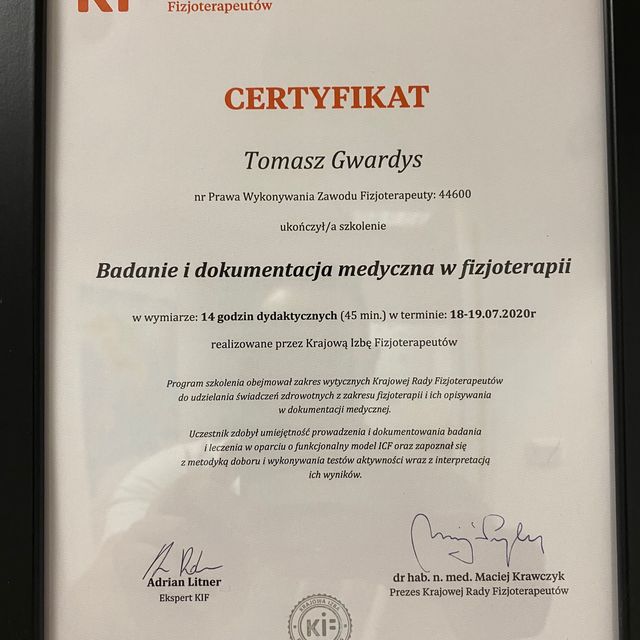 KIF
Fizjoterapeutów
CERTYFIKAT
Tomasz Gwardys
nr Prawa Wykonywania Zawodu Fizjoterapeuty: 44600
ukończył/a szkolenie
Badanie i dokumentacja medyczna w fizjoterapii
w wymiarze: 14 godzin dydaktycznych (45 min.) w terminie: 18-19.07.2020r
realizowane przez Krajową Izbę Fizjoterapeutów
Program szkolenia obejmował zakres wytycznych Krajowej Rady Fizjoterapeutów
do udzielania świadczeń zdrowotnych z zakresu fizjoterapii i ich opisywania
w dokumentacji medycznej.
Uczestnik zdobył umiejętność prowadzenia i dokumentowania badania
i leczenia w oparciu o funkcjonalny model ICF oraz zapoznał się
z metodyką doboru i wykonywania testów aktywności wraz z interpretacją
ich wyników.
Adrian Litner
Ekspert KIF
dr hab. n. med. Maciej Krawczyk
Prezes Krajowej Rady Fizjoterapeutów
KRAJOWA IZBA
KIF